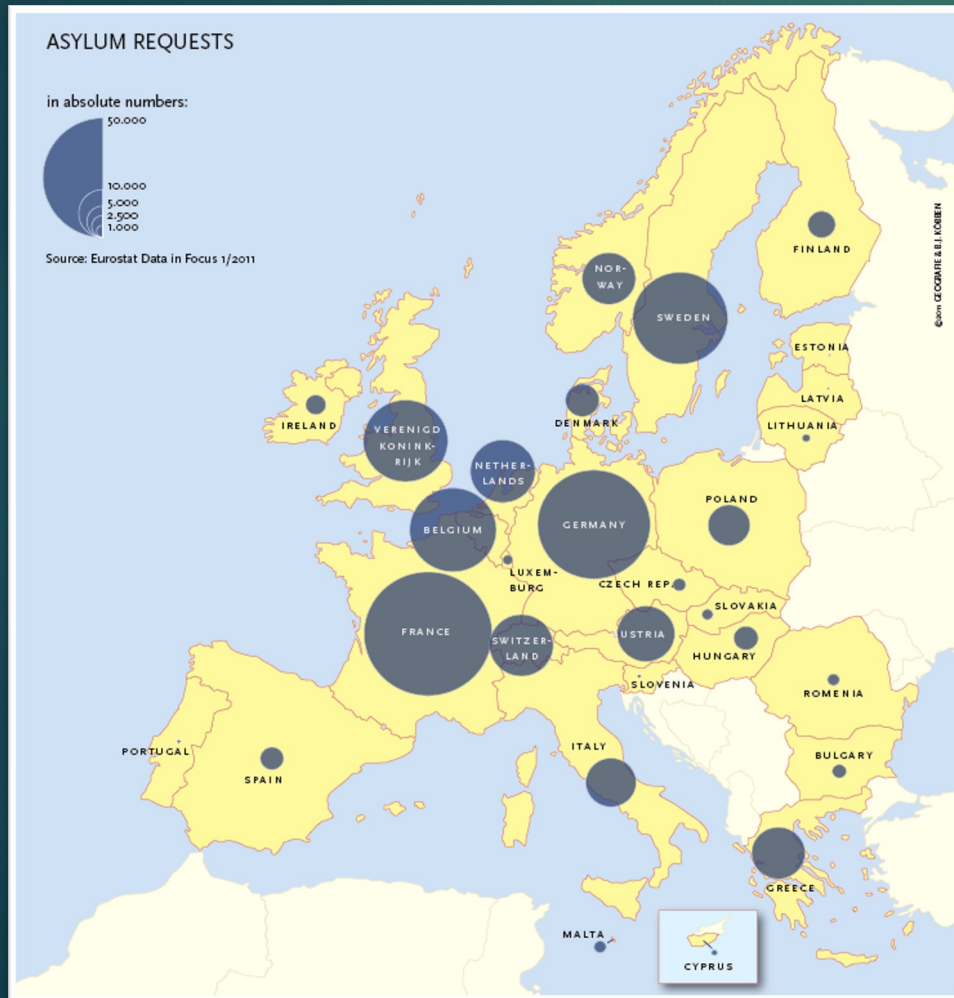 ASYLUM REQUESTS
in absolute numbers:
50.000
10.000
5.000
2.500
1.000
Source: Eurostat Data in Focus 1/2011
©2011 GEOGRAFIE & B.J. KÖBBEN
FINLAND
NOR-
WAY
SWEDEN
ESTONIA
LATVIA
LITHUANIA
DENMARK
IRELAND
VERENIGD
KONINK-
RIJK
NETHER-
LANDS
BELGIUM
GERMANY
POLAND
LUXEM-
BURG
CZECH REP.
SLOVAKIA
FRANCE
SWITZER-
LAND
USTRIA
HUNGARY
SLOVENIA
ROMENIA
PORTUGAL
SPAIN
ITALY
BULGARY
GREECE
MALTA
CYPRUS